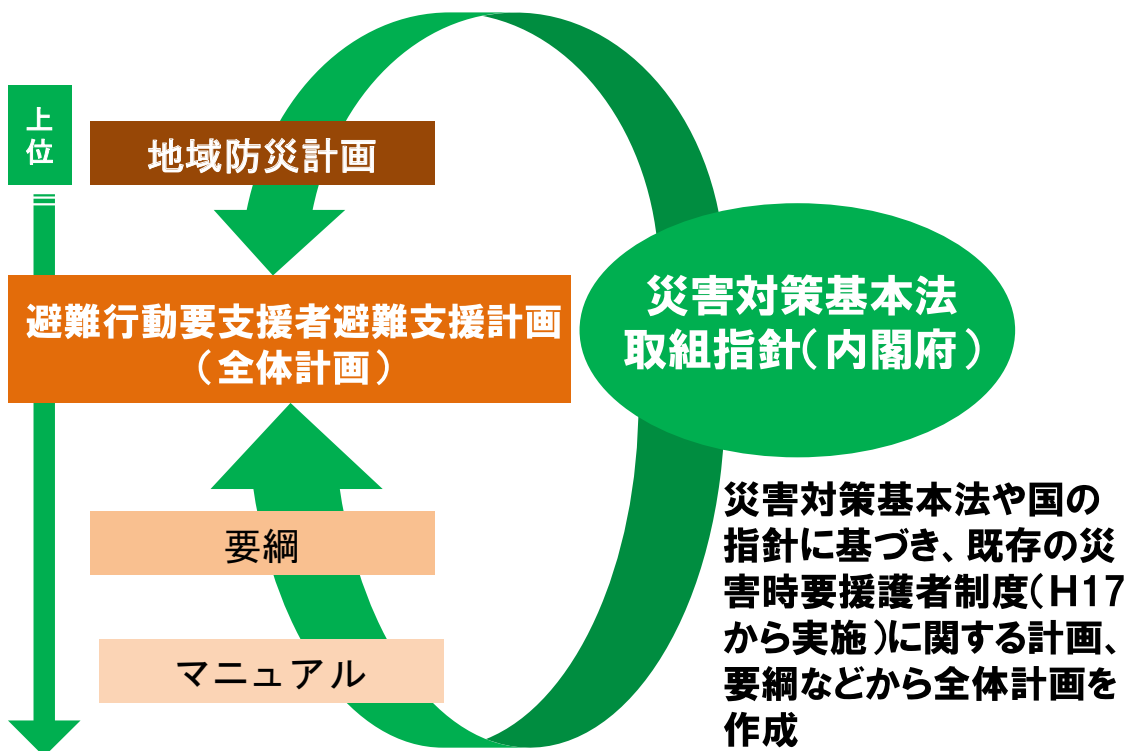 上位
地域防災計画
避難行動要支援者避難支援計画
（全体計画）
災害対策基本法
取組指針（内閣府）
要綱
マニュアル
災害対策基本法や国の
指針に基づき、既存の災
害時要援護者制度（H17
から実施）に関する計画、
要綱などから全体計画を
作成